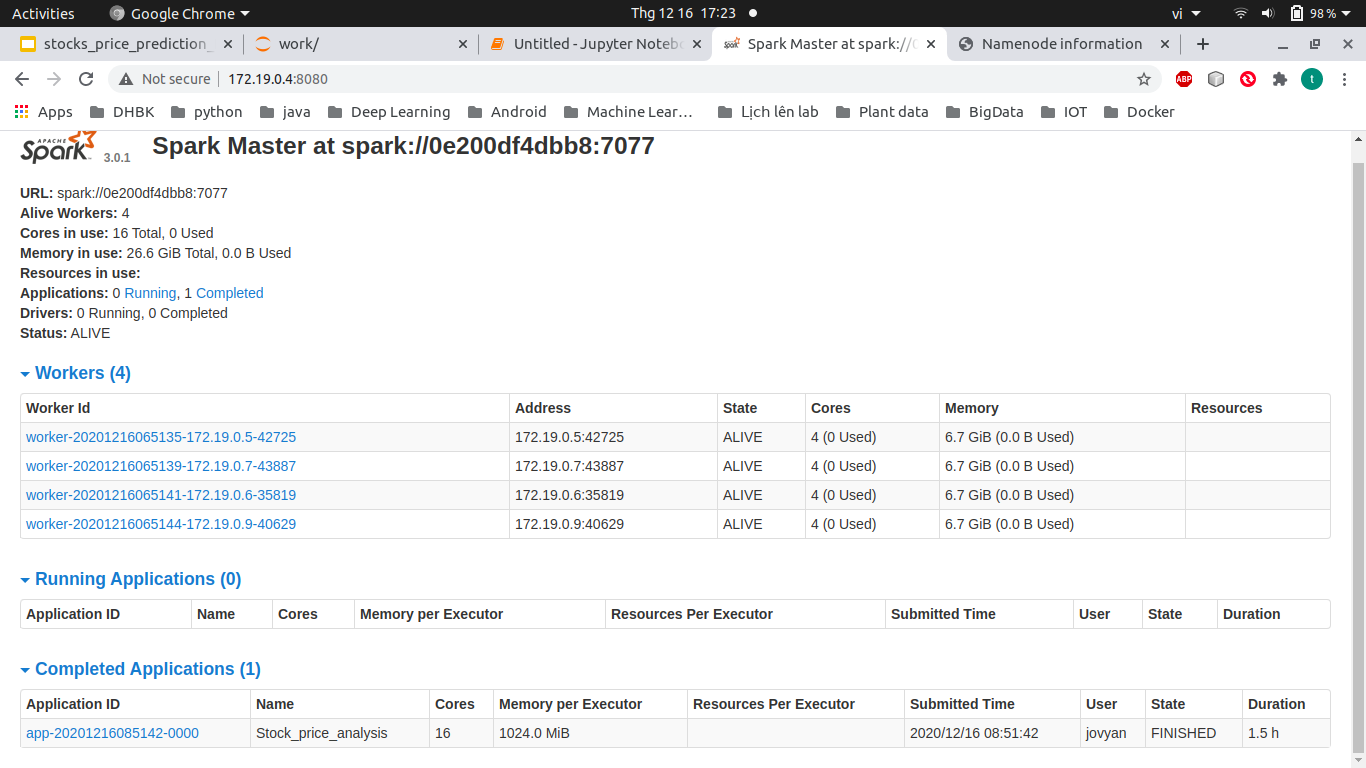 Activities Google Chrome Thg 12 16 17:23 vi 98%
stocks_price_prediction_ work/ Untitled - Jupyter Notebo Spark Master at spark://0 Namenode information
Not secure 172.19.0.4:8080 ABP t
Apps DHBK python java Deep Learning Android Machine Lear… Lịch lên lab Plant data BigData IOT Docker
APACHE Spark 3.0.1 Spark Master at spark://0e200df4dbb8:7077
URL: spark://0e200df4dbb8:7077
Alive Workers: 4
Cores in use: 16 Total, 0 Used
Memory in use: 26.6 GiB Total, 0.0 B Used
Resources in use:
Applications: 0 Running, 1 Completed
Drivers: 0 Running, 0 Completed
Status: ALIVE
Workers (4)
Worker Id Address State Cores Memory Resources
worker-20201216065135-172.19.0.5-42725 172.19.0.5:42725 ALIVE 4 (0 Used) 6.7 GiB (0.0 B Used)
worker-20201216065139-172.19.0.7-43887 172.19.0.7:43887 ALIVE 4 (0 Used) 6.7 GiB (0.0 B Used)
worker-20201216065141-172.19.0.6-35819 172.19.0.6:35819 ALIVE 4 (0 Used) 6.7 GiB (0.0 B Used)
worker-20201216065144-172.19.0.9-40629 172.19.0.9:40629 ALIVE 4 (0 Used) 6.7 GiB (0.0 B Used)
Running Applications (0)
Application ID Name Cores Memory per Executor Resources Per Executor Submitted Time User State Duration
Completed Applications (1)
Application ID Name Cores Memory per Executor Resources Per Executor Submitted Time User State Duration
app-20201216085142-0000 Stock_price_analysis 16 1024.0 MiB 2020/12/16 08:51:42 jovyan FINISHED 1.5 h